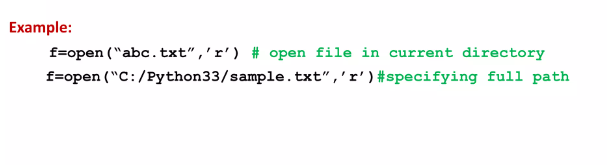 Example:
f=open(“abc.txt”,’r’) # open file in current directory
f=open(“C:/Python33/sample.txt”,’r’)#specifying full path